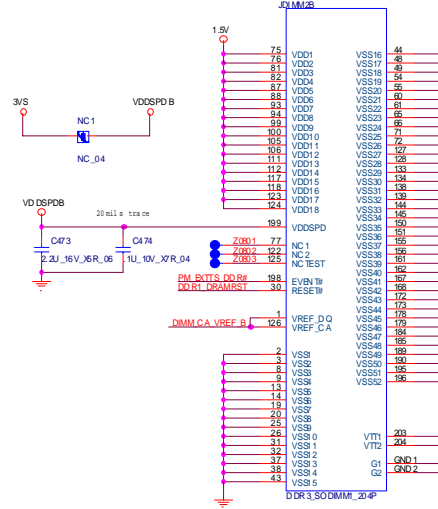 JDIMM2B
1.5V
3VS
NC1
VDDSPDB
NC_04
VDDSPDB
20mils trace
C473
2.2U_16V_X5R_06
C474
.1U_10V_X7R_04
75 VDD1
76 VDD2
81 VDD3
82 VDD4
87 VDD5
88 VDD6
93 VDD7
94 VDD8
99 VDD9
100 VDD10
105 VDD11
106 VDD12
111 VDD13
112 VDD14
117 VDD15
118 VDD16
123 VDD17
124 VDD18
199 VDDSPD
Z0801 77 NC1
Z0802 122 NC2
Z0803 125 NCTEST
PM_EXTTS_DDR# 198 EVENT#
DDR1_DRAMRST 30 RESET#
1 VREF_DQ
DIMM_CA_VREF_B 126 VREF_CA
2 VSS1
3 VSS2
8 VSS3
9 VSS4
13 VSS5
14 VSS6
19 VSS7
20 VSS8
25 VSS9
26 VSS10
31 VSS11
32 VSS12
37 VSS13
38 VSS14
43 VSS15
VSS16 44
VSS17 48
VSS18 49
VSS19 54
VSS20 55
VSS21 60
VSS22 61
VSS23 65
VSS24 66
VSS25 71
VSS26 72
VSS27 127
VSS28 128
VSS29 133
VSS30 134
VSS31 138
VSS32 139
VSS33 144
VSS34 145
VSS35 150
VSS36 151
VSS37 155
VSS38 156
VSS39 161
VSS40 162
VSS41 167
VSS42 168
VSS43 172
VSS44 173
VSS45 178
VSS46 179
VSS47 184
VSS48 185
VSS49 189
VSS50 190
VSS51 195
VSS52 196
VTT1 203
VTT2 204
G1 GND1
G2 GND2
DDR3_SODIMM1_204P